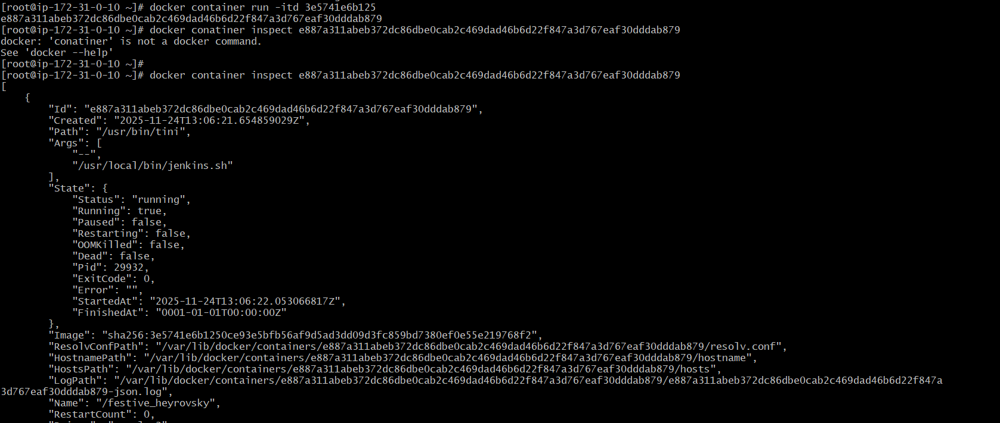 [root@ip-172-31-0-10 ~]# docker container run -itd 3e5741e6b125
e887a311abeb372dc86dbe0cab2c469dad46b6d22f847a3d767eaf30dddab879
[root@ip-172-31-0-10 ~]# docker conatiner inspect e887a311abeb372dc86dbe0cab2c469dad46b6d22f847a3d767eaf30dddab879
docker: 'conatiner' is not a docker command.
See 'docker --help'
[root@ip-172-31-0-10 ~]#
[root@ip-172-31-0-10 ~]# docker container inspect e887a311abeb372dc86dbe0cab2c469dad46b6d22f847a3d767eaf30dddab879
[
    {
        "Id": "e887a311abeb372dc86dbe0cab2c469dad46b6d22f847a3d767eaf30dddab879",
        "Created": "2025-11-24T13:06:21.654859029Z",
        "Path": "/usr/bin/tini",
        "Args": [
            "--",
            "/usr/local/bin/jenkins.sh"
        ],
        "State": {
            "Status": "running",
            "Running": true,
            "Paused": false,
            "Restarting": false,
            "OOMKilled": false,
            "Dead": false,
            "Pid": 29932,
            "ExitCode": 0,
            "Error": "",
            "StartedAt": "2025-11-24T13:06:22.053066817Z",
            "FinishedAt": "0001-01-01T00:00:00Z"
        },
        "Image": "sha256:3e5741e6b1250ce93e5bfb56af9d5ad3dd09d3fc859bd7380ef0e55e219768f2",
        "ResolvConfPath": "/var/lib/docker/containers/e887a311abeb372dc86dbe0cab2c469dad46b6d22f847a3d767eaf30dddab879/resolv.conf",
        "HostnamePath": "/var/lib/docker/containers/e887a311abeb372dc86dbe0cab2c469dad46b6d22f847a3d767eaf30dddab879/hostname",
        "HostsPath": "/var/lib/docker/containers/e887a311abeb372dc86dbe0cab2c469dad46b6d22f847a3d767eaf30dddab879/hosts",
        "LogPath": "/var/lib/docker/containers/e887a311abeb372dc86dbe0cab2c469dad46b6d22f847a3d767eaf30dddab879/e887a311abeb372dc86dbe0cab2c469dad46b6d22f847a
3d767eaf30dddab879-json.log",
        "Name": "/festive_heyrovsky",
        "RestartCount": 0,